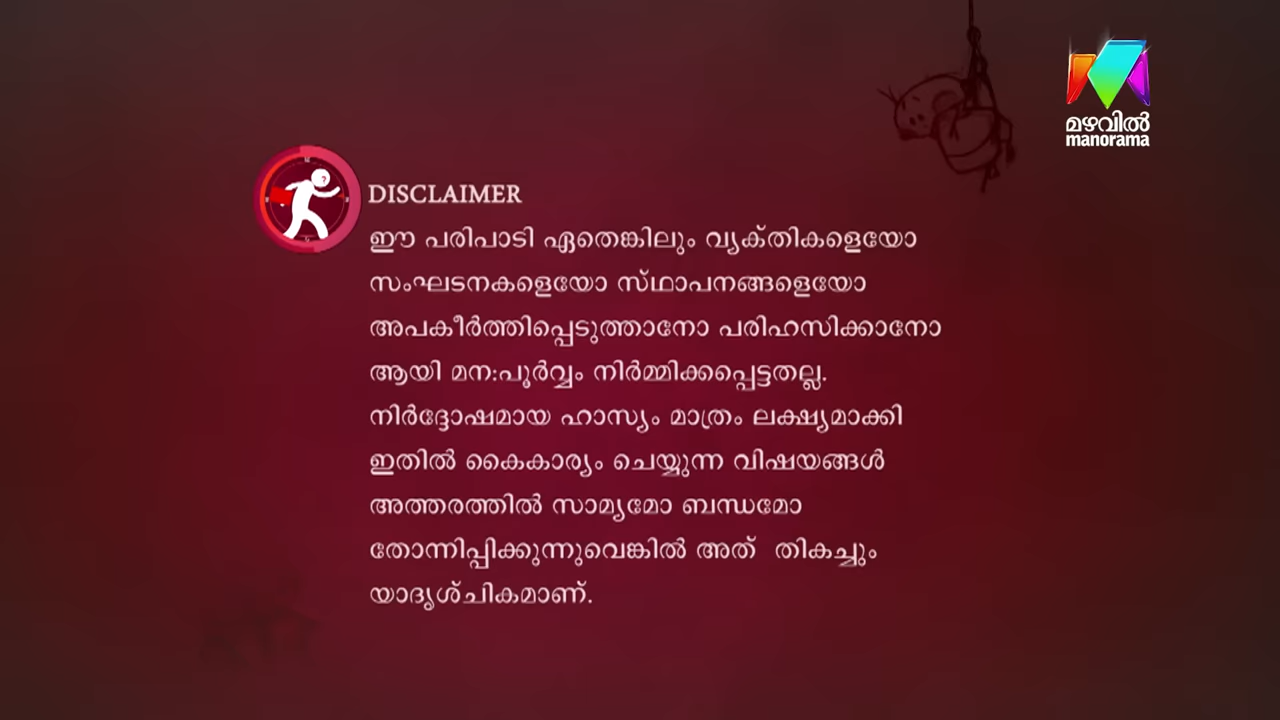 മഴവിൽ
manorama
DISCLAIMER
ഈ പരിപാടി ഏതെങ്കിലും വ്യക്തികളെയോ
സംഘടനകളെയോ സ്ഥാപനങ്ങളെയോ
അപകീർത്തിപ്പെടുത്താനോ പരിഹസിക്കാനോ
ആയി മന:പൂർവ്വം നിർമ്മിക്കപ്പെട്ടതല്ല.
നിർദ്ദോഷമായ ഹാസ്യം മാത്രം ലക്ഷ്യമാക്കി
ഇതിൽ കൈകാര്യം ചെയ്യുന്ന വിഷയങ്ങൾ
അത്തരത്തിൽ സാമ്യമോ ബന്ധമോ
തോന്നിപ്പിക്കുന്നുവെങ്കിൽ അത് തികച്ചും
യാദൃശ്ചികമാണ്.